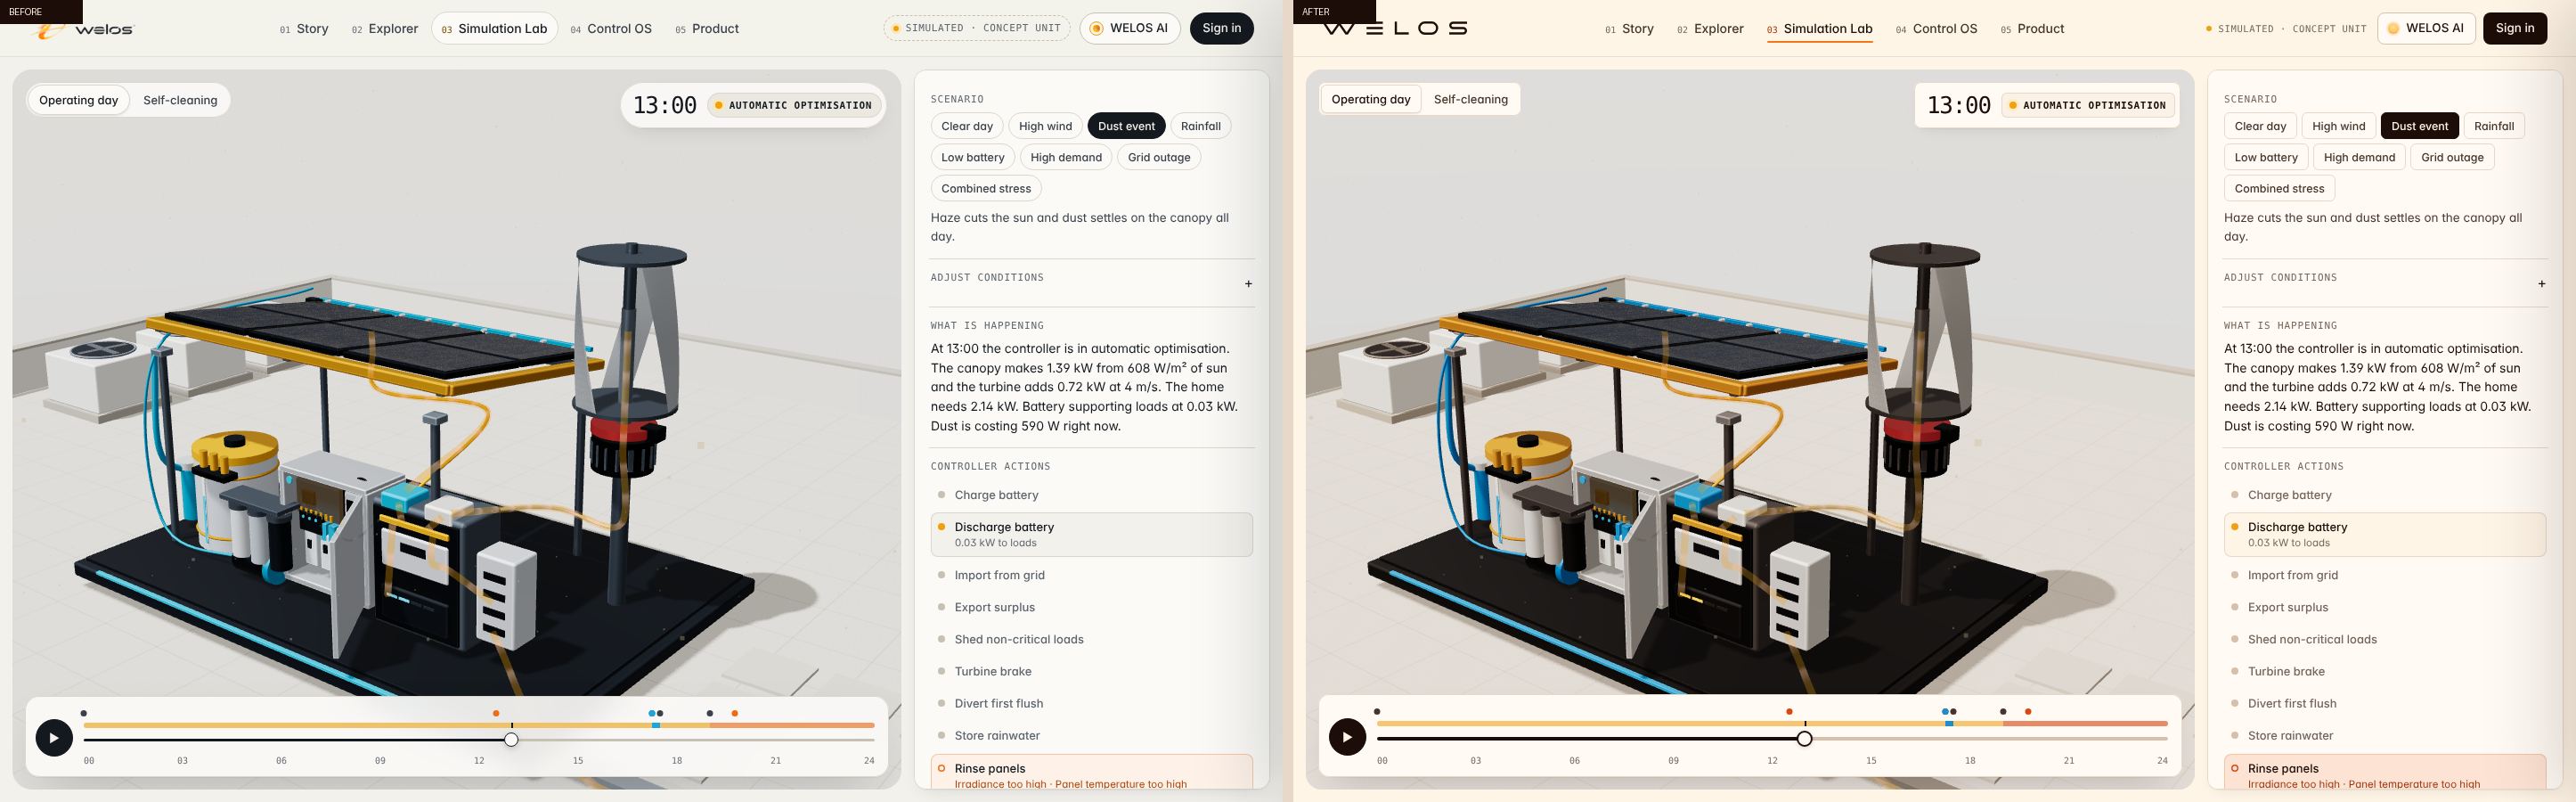 BEFORE
welos
01 Story
02 Explorer
03 Simulation Lab
04 Control OS
05 Product
SIMULATED · CONCEPT UNIT
WELOS AI
Sign in
Operating day
Self-cleaning
13:00
AUTOMATIC OPTIMISATION
SCENARIO
Clear day
High wind
Dust event
Rainfall
Low battery
High demand
Grid outage
Combined stress
Haze cuts the sun and dust settles on the canopy all
day.
ADJUST CONDITIONS
+
WHAT IS HAPPENING
At 13:00 the controller is in automatic optimisation.
The canopy makes 1.39 kW from 608 W/m² of sun
and the turbine adds 0.72 kW at 4 m/s. The home
needs 2.14 kW. Battery supporting loads at 0.03 kW.
Dust is costing 590 W right now.
CONTROLLER ACTIONS
Charge battery
Discharge battery
0.03 kW to loads
Import from grid
Export surplus
Shed non-critical loads
Turbine brake
Divert first flush
Store rainwater
Rinse panels
Irradiance too high · Panel temperature too high
00 03 06 09 12 15 18 21 24
AFTER
WELOS
01 Story
02 Explorer
03 Simulation Lab
04 Control OS
05 Product
SIMULATED · CONCEPT UNIT
WELOS AI
Sign in
Operating day
Self-cleaning
13:00
AUTOMATIC OPTIMISATION
SCENARIO
Clear day
High wind
Dust event
Rainfall
Low battery
High demand
Grid outage
Combined stress
Haze cuts the sun and dust settles on the canopy all
day.
ADJUST CONDITIONS
+
WHAT IS HAPPENING
At 13:00 the controller is in automatic optimisation.
The canopy makes 1.39 kW from 608 W/m² of sun
and the turbine adds 0.72 kW at 4 m/s. The home
needs 2.14 kW. Battery supporting loads at 0.03 kW.
Dust is costing 590 W right now.
CONTROLLER ACTIONS
Charge battery
Discharge battery
0.03 kW to loads
Import from grid
Export surplus
Shed non-critical loads
Turbine brake
Divert first flush
Store rainwater
Rinse panels
Irradiance too high · Panel temperature too high
00 03 06 09 12 15 18 21 24